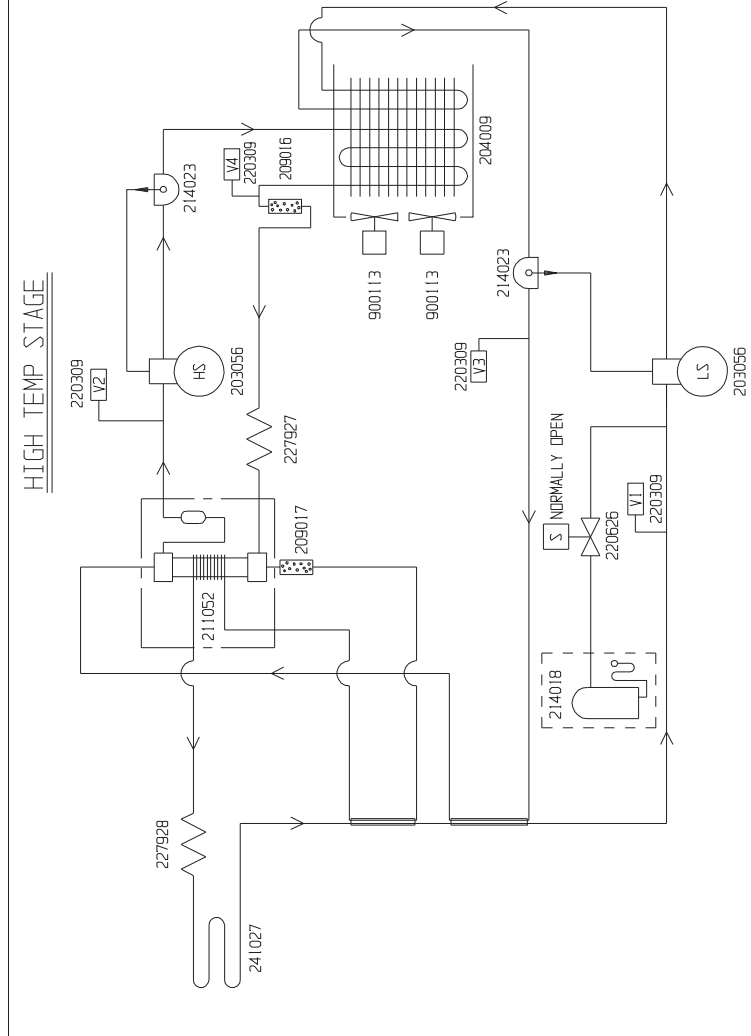 HIGH TEMP STAGE
220309
V2
203056
HS
214023
V4
220309
209016
227927
211052
209017
227928
241027
204009
900113
900113
214023
220309
V3
NORMALLY OPEN
S
220626
V1
220309
214018
LS
203056